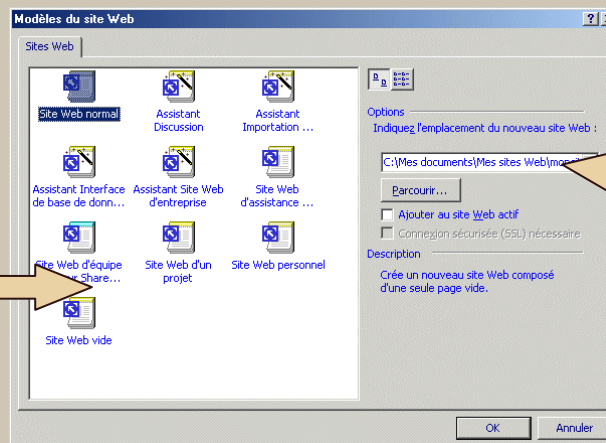 Modèles du site Web
Sites Web
Site Web normal
Assistant
Discussion
Assistant
Importation ...
Assistant Interface
de base de donn...
Assistant Site Web
d'entreprise
Site Web
d'assistance ...
Site Web d'équipe
Share...
Site Web d'un
projet
Site Web personnel
Site Web vide
Options
Indiquez l'emplacement du nouveau site Web :
C:\Mes documents\Mes sites Web\
Parcourir...
Ajouter au site Web actif
Connexion sécurisée (SSL) nécessaire
Description
Crée un nouveau site Web composé
d'une seule page vide.
OK
Annuler